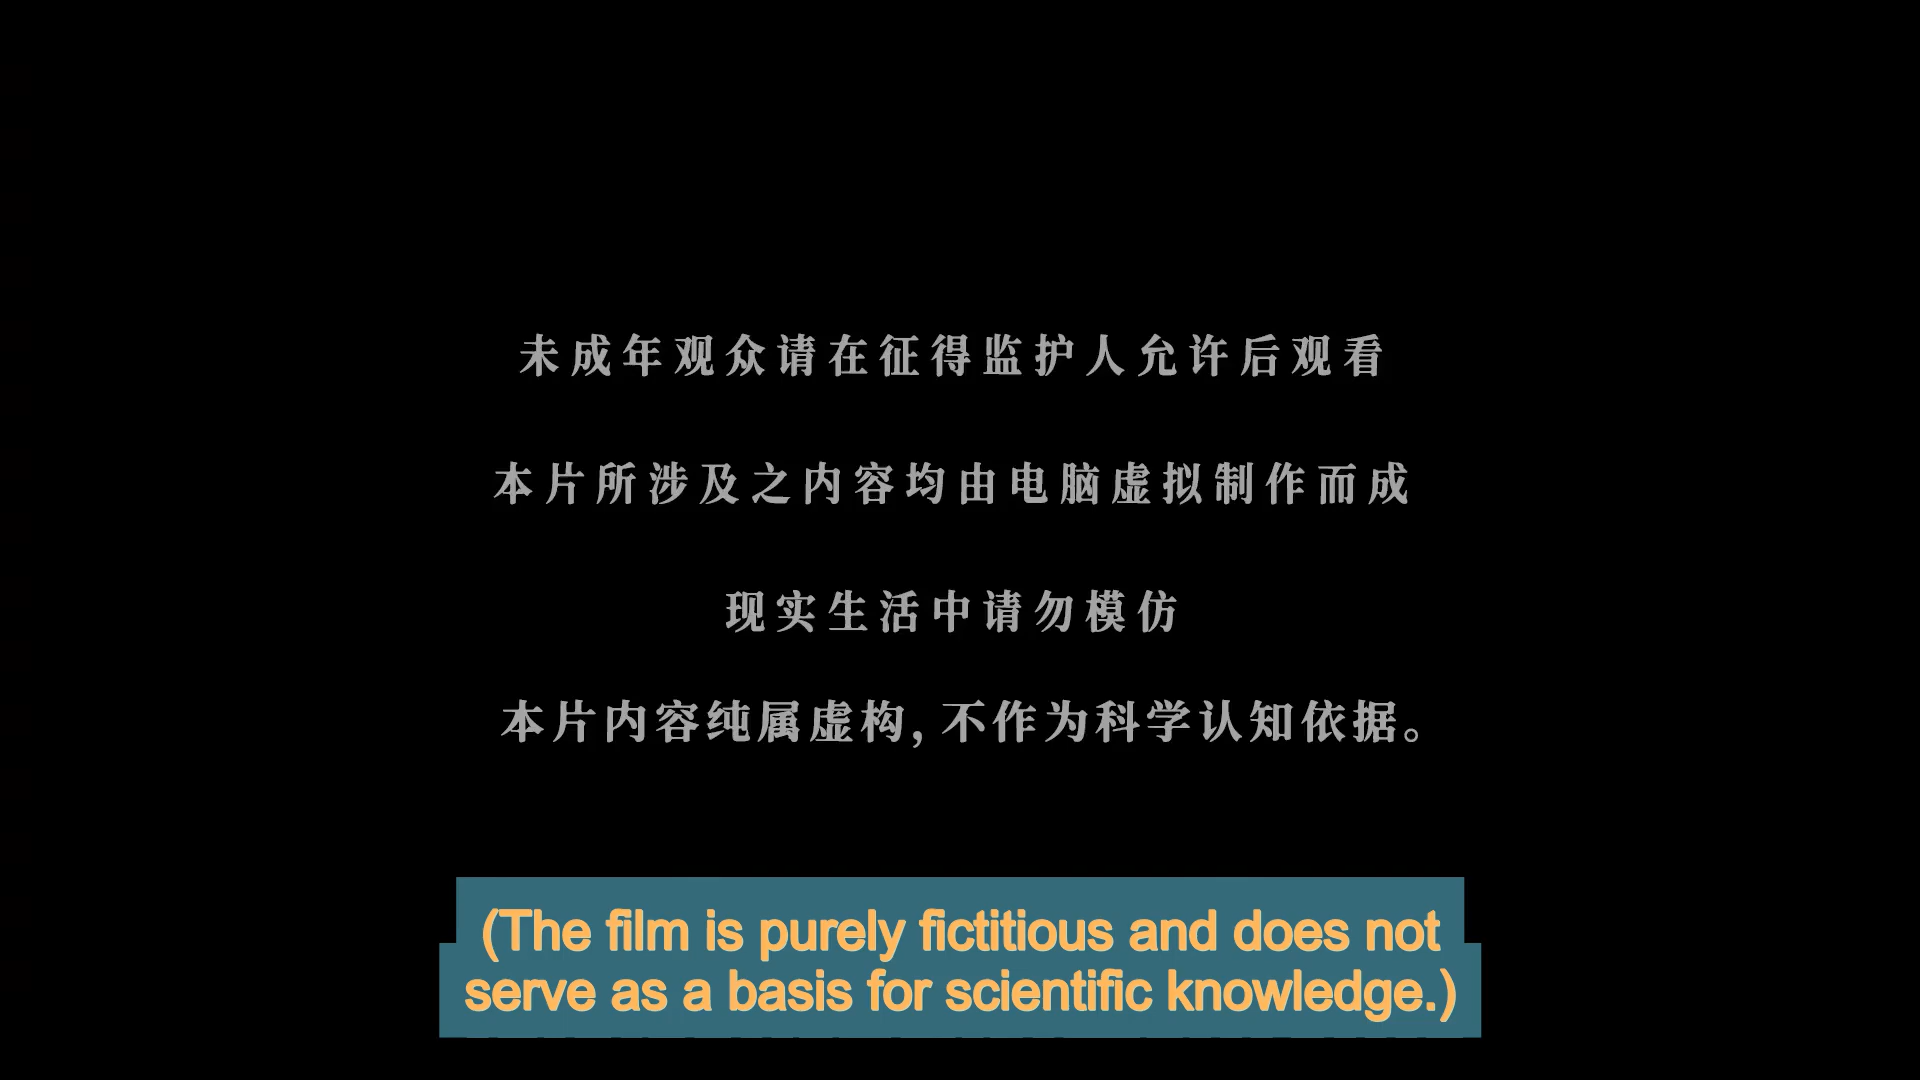 未成年观众请在征得监护人允许后观看
本片所涉及之内容均由电脑虚拟制作而成
现实生活中请勿模仿
本片内容纯属虚构，不作为科学认知依据。
(The film is purely fictitious and does not
serve as a basis for scientific knowledge.)